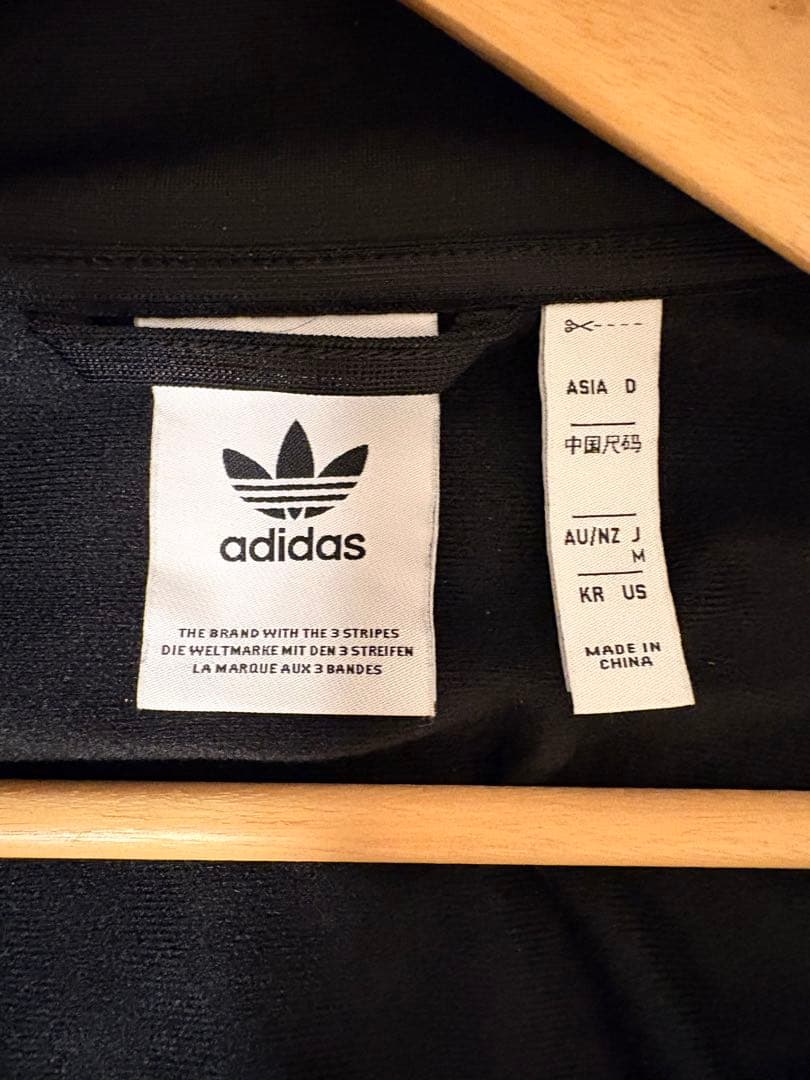 adidas
THE BRAND WITH THE 3 STRIPES
DIE WELTMARKE MIT DEN 3 STREIFEN
LA MARQUE AUX 3 BANDES
ASIA D
中国尺码
AU/NZ J
M
KR US
MADE IN
CHINA